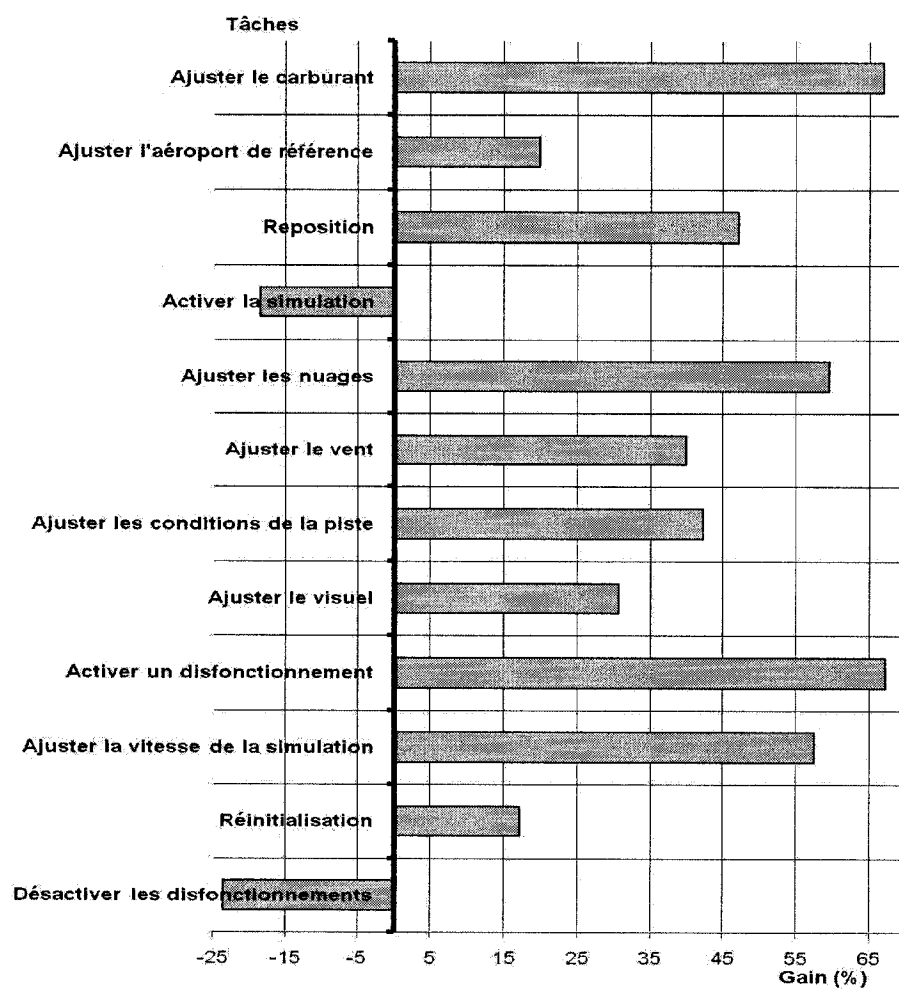 Tâches
Ajuster le carburant
Ajuster l'aéroport de référence
Reposition
Activer la simulation
Ajuster les nuages
Ajuster le vent
Ajuster les conditions de la piste
Ajuster le visuel
Activer un disfonctionnement
Ajuster la vitesse de la simulation
Réinitialisation
Désactiver les disfonctionnements
-25 -15 -5 5 15 25 35 45 55 65
Gain (%)